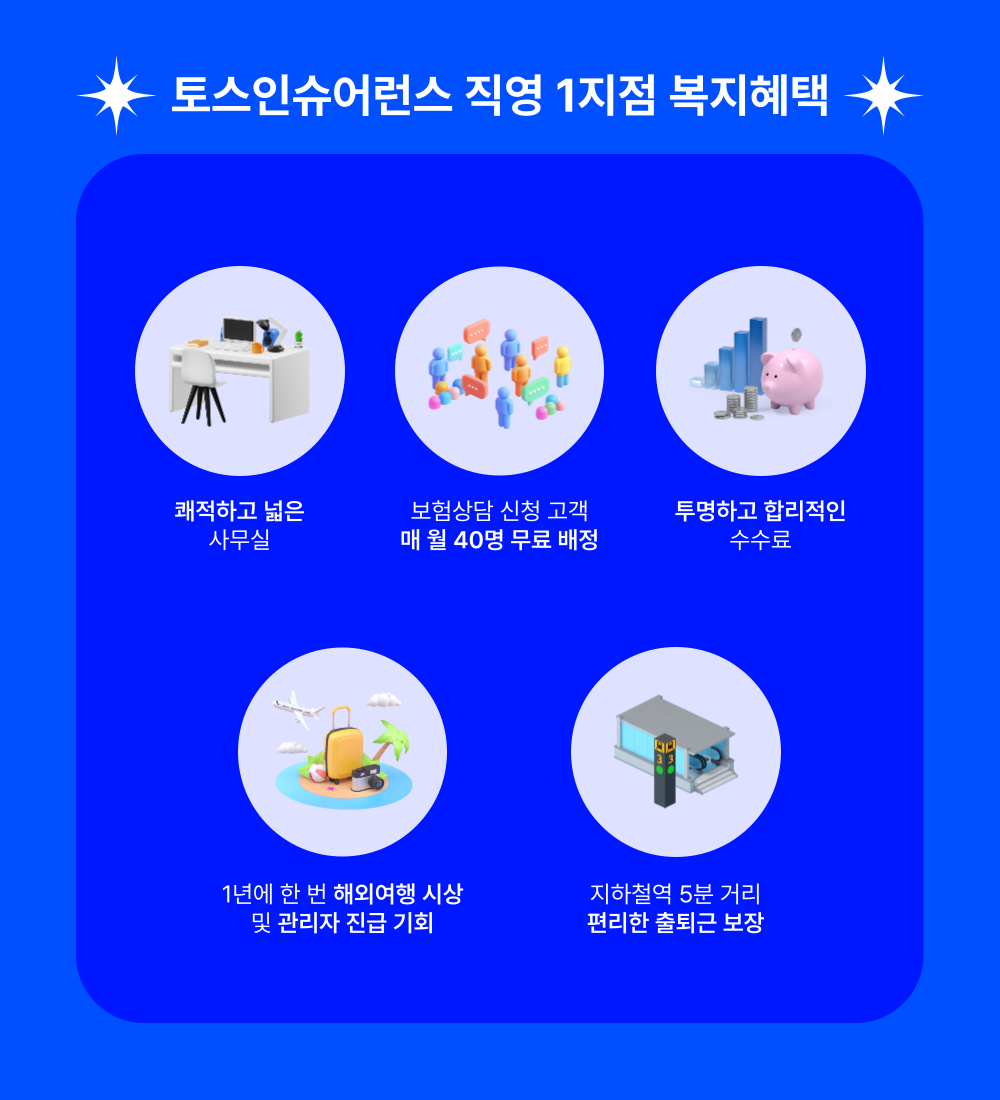 토스인슈어런스 직영 1지점 복지혜택
쾌적하고 넓은
사무실
보험상담 신청 고객
매 월 40명 무료 배정
투명하고 합리적인
수수료
1년에 한 번 해외여행 시상
및 관리자 진급 기회
3 3
지하철역 5분 거리
편리한 출퇴근 보장